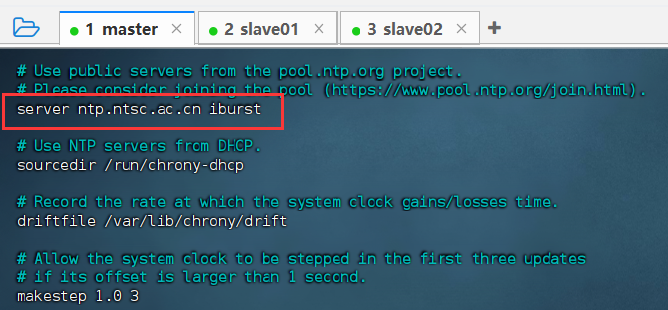 1 master × 2 slave01 × 3 slave02 × +
# Use public servers from the pool.ntp.org project.
# Please consider joining the pool (https://www.pool.ntp.org/join.html).
server ntp.ntsc.ac.cn iburst
# Use NTP servers from DHCP.
sourcedir /run/chrony-dhcp
# Record the rate at which the system clock gains/losses time.
driftfile /var/lib/chrony/drift
# Allow the system clock to be stepped in the first three updates
# if its offset is larger than 1 second.
makestep 1.0 3